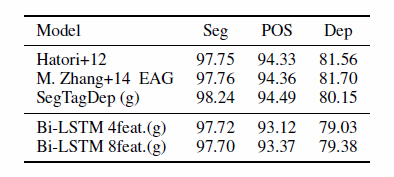 Model Seg POS Dep
Hatori+12 97.75 94.33 81.56
M. Zhang+14 EAG 97.76 94.36 81.70
SegTagDep (g) 98.24 94.49 80.15
Bi-LSTM 4feat.(g) 97.72 93.12 79.03
Bi-LSTM 8feat.(g) 97.70 93.37 79.38